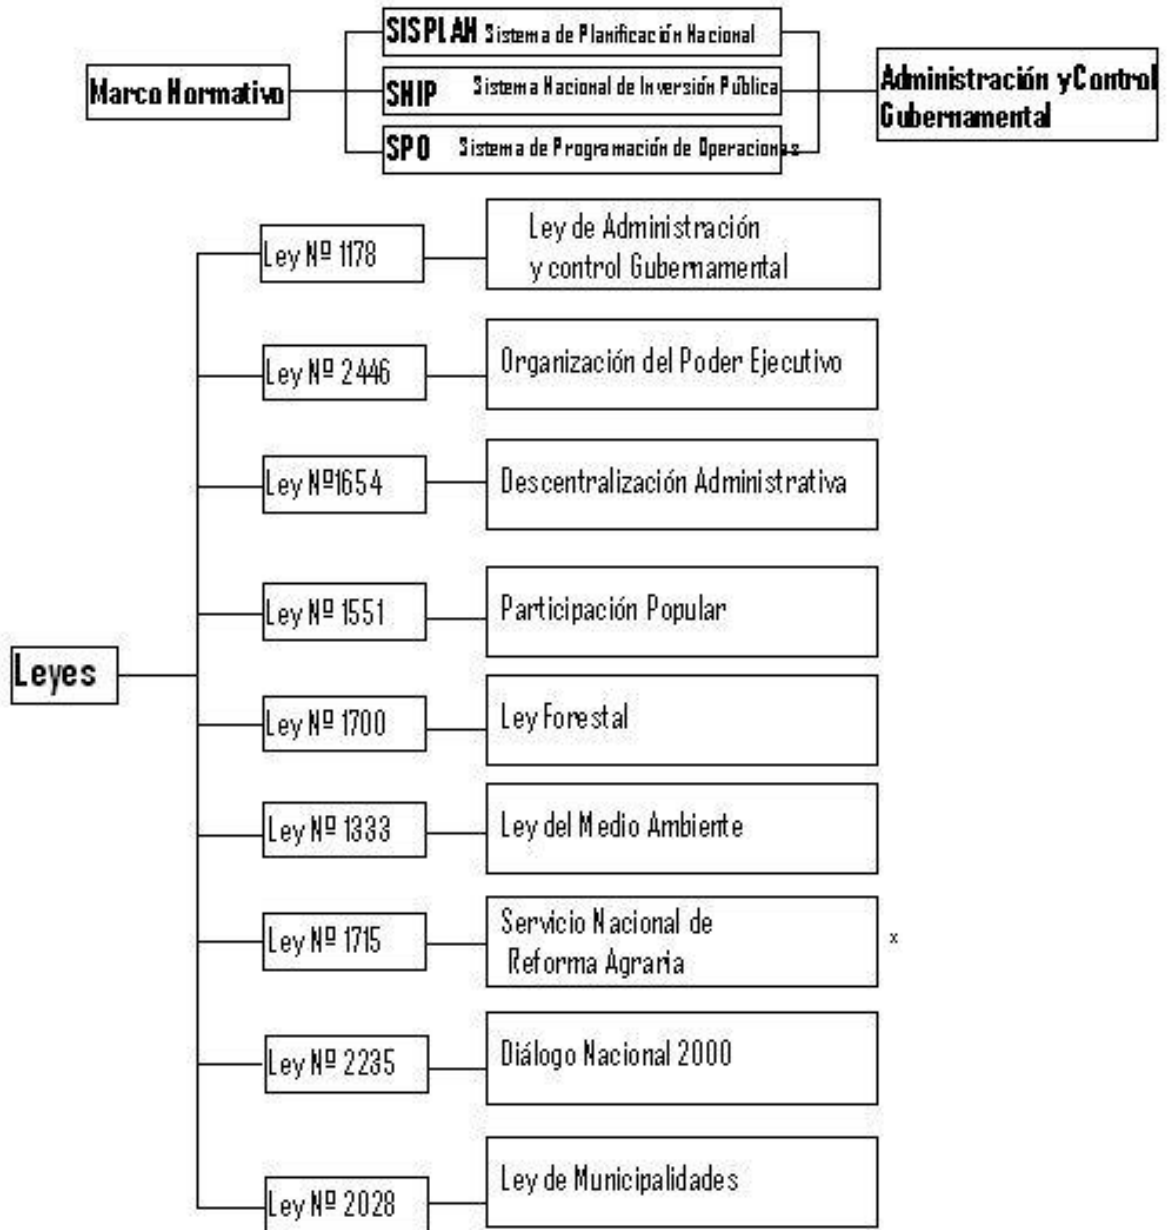 SISPLAN Sistema de Planificación Nacional
Marco Normativo
SNIP Sistema Nacional de Inversión Pública
Administración y Control
Gubernamental
SPO Sistema de Programación de Operaciones
Ley Nº 1178
Ley de Administración
y control Gubernamental
Ley Nº 2446
Organización del Poder Ejecutivo
Ley Nº1654
Descentralización Administrativa
Ley Nº 1551
Participación Popular
Leyes
Ley Nº 1700
Ley Forestal
Ley Nº 1333
Ley del Medio Ambiente
Ley Nº 1715
Servicio Nacional de
Reforma Agraria
x
Ley Nº 2235
Diálogo Nacional 2000
Ley Nº 2028
Ley de Municipalidades